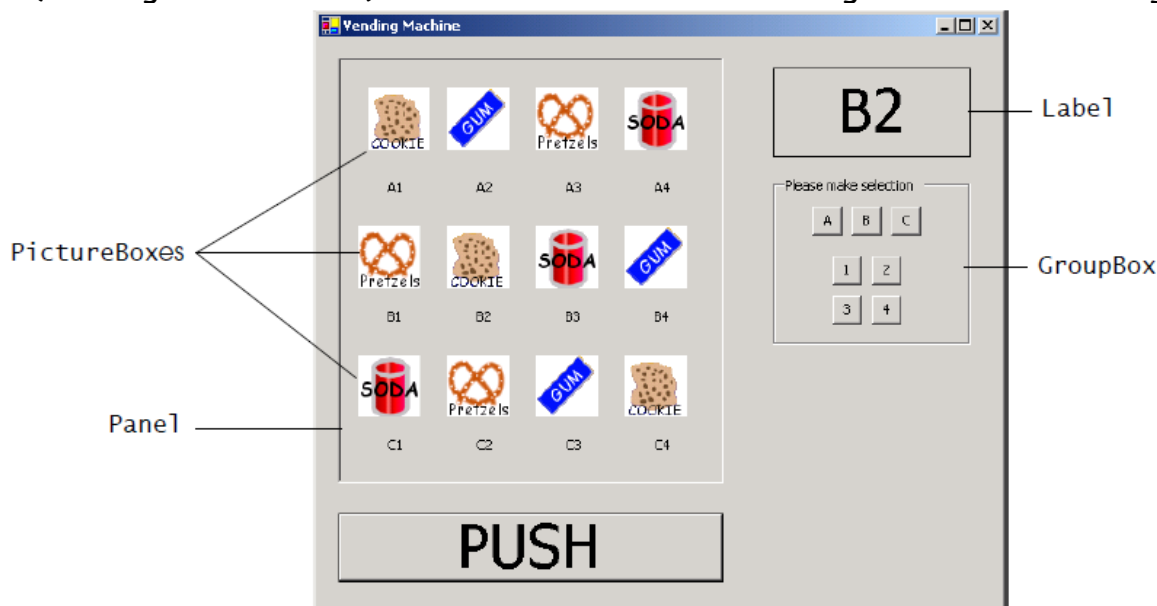 Vending Machine
B2
Label
COOKIE GUM Pretzels SODA
A1 A2 A3 A4
Please make selection
A B C
PictureBoxes
Pretzels COOKIE SODA GUM
1 2
GroupBox
3 4
B1 B2 B3 B4
SODA Pretzels GUM COOKIE
Panel
C1 C2 C3 C4
PUSH